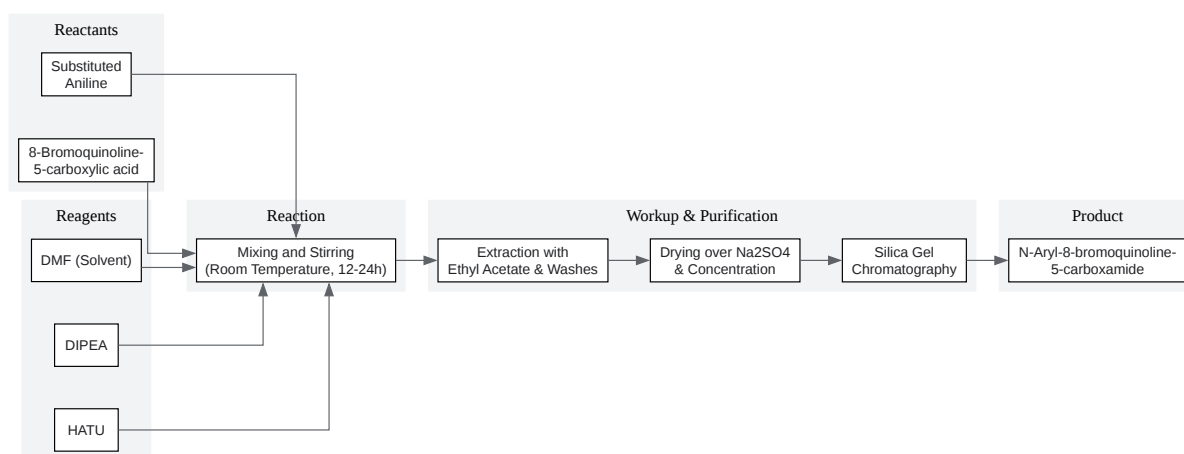 Reactants
Substituted
Aniline
8-Bromoquinoline-
5-carboxylic acid
Reagents
DMF (Solvent)
DIPEA
HATU
Reaction
Mixing and Stirring
(Room Temperature, 12-24h)
Workup & Purification
Extraction with
Ethyl Acetate & Washes
Drying over Na2SO4
& Concentration
Silica Gel
Chromatography
Product
N-Aryl-8-bromoquinoline-
5-carboxamide